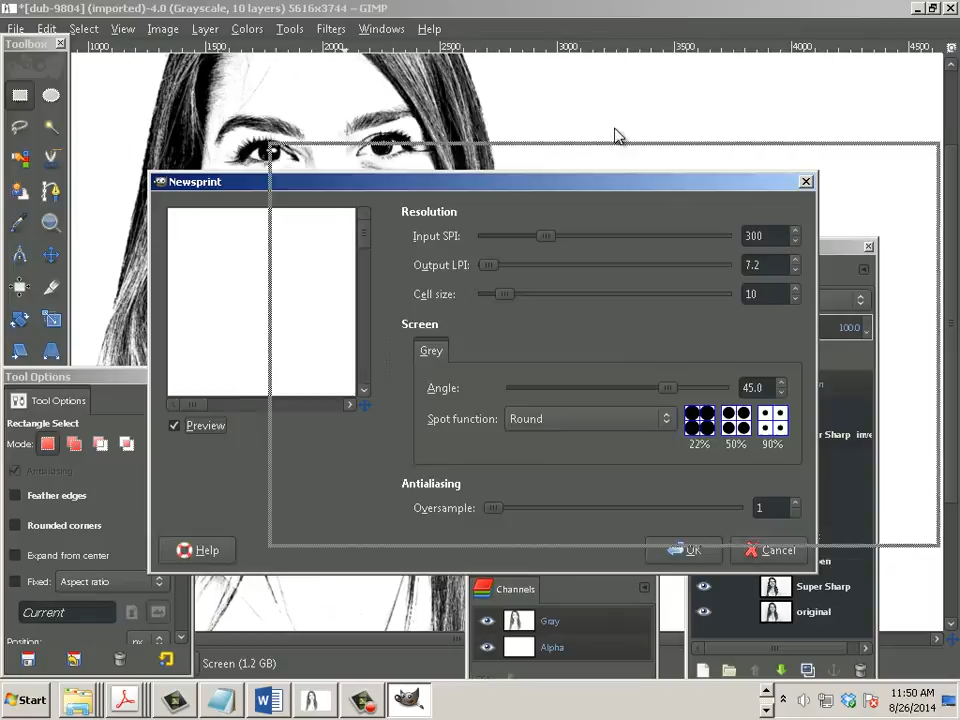 *[dub-9804] (imported)-4.0 (Grayscale, 10 layers) 5616x3744 – GIMP
File Edit Select View Image Layer Colors Tools Filters Windows Help
Toolbox
1000 1500 2000 2500 3000 3500 4000 4500
Newsprint
Resolution
Input SPI: 300
Output LPI: 7.2
Cell size: 10
100.0
Screen
Grey
Angle: 45.0
Spot function: Round
22% 50% 90%
Preview
Antialiasing
Oversample: 1
Help OK Cancel
Tool Options
Tool Options
Rectangle Select
Mode:
Antialiasing
Feather edges
Rounded corners
Expand from center
Fixed: Aspect ratio
Current
Position: px
Sharp inve
Channels
Gray
Alpha
Super Sharp
original
Screen (1.2 GB)
Start
11:50 AM
8/26/2014